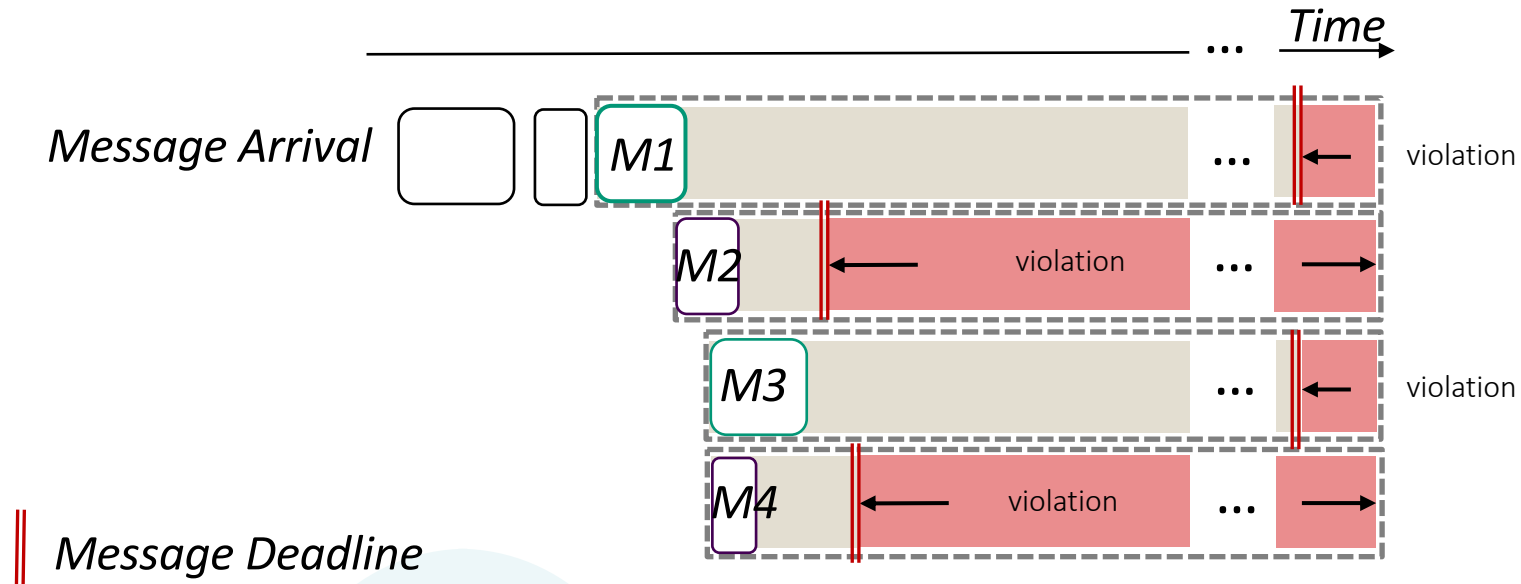 Time
...
Message Arrival
M1
...
violation
M2
violation
...
M3
...
violation
M4
violation
...
Message Deadline